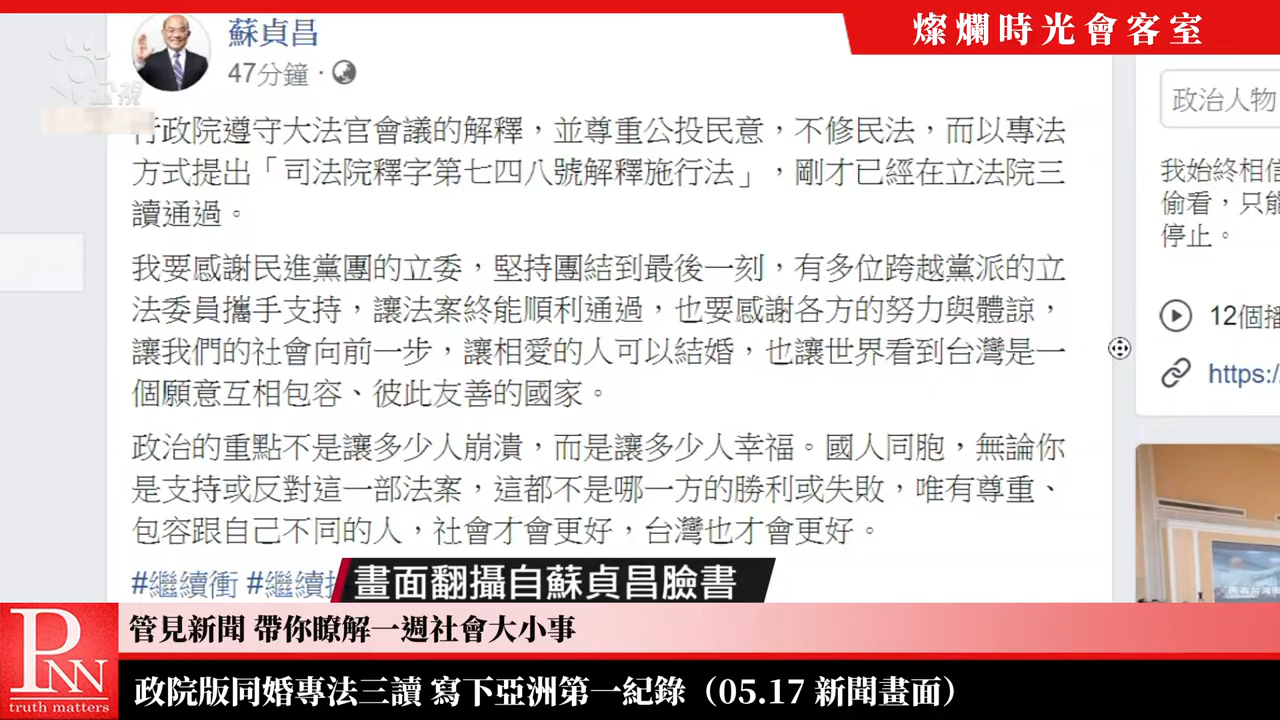 燦爛時光會客室
公視
蘇貞昌
47分鐘 ·
行政院遵守大法官會議的解釋，並尊重公投民意，不修民法，而以專法
方式提出「司法院釋字第七四八號解釋施行法」，剛才已經在立法院三
讀通過。
我要感謝民進黨團的立委，堅持團結到最後一刻，有多位跨越黨派的立
法委員攜手支持，讓法案終能順利通過，也要感謝各方的努力與體諒，
讓我們的社會向前一步，讓相愛的人可以結婚，也讓世界看到台灣是一
個願意互相包容、彼此友善的國家。
政治的重點不是讓多少人崩潰，而是讓多少人幸福。國人同胞，無論你
是支持或反對這一部法案，這都不是哪一方的勝利或失敗，唯有尊重、
包容跟自己不同的人，社會才會更好，台灣也才會更好。
#繼續衝 #繼續
政治人物
我始終相信
偷看，只能
停止。
12個
https:/
畫面翻攝自蘇貞昌臉書
管見新聞 帶你瞭解一週社會大小事
PNN
truth matters
政院版同婚專法三讀 寫下亞洲第一紀錄（05.17 新聞畫面）